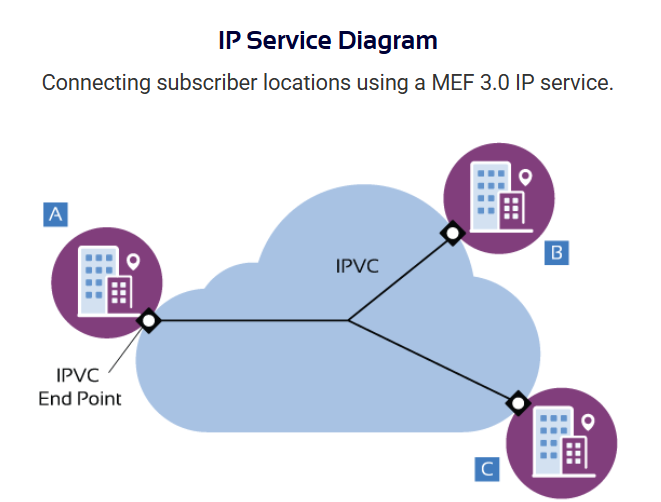 IP Service Diagram
Connecting subscriber locations using a MEF 3.0 IP service.
A
B
IPVC
IPVC
End Point
C